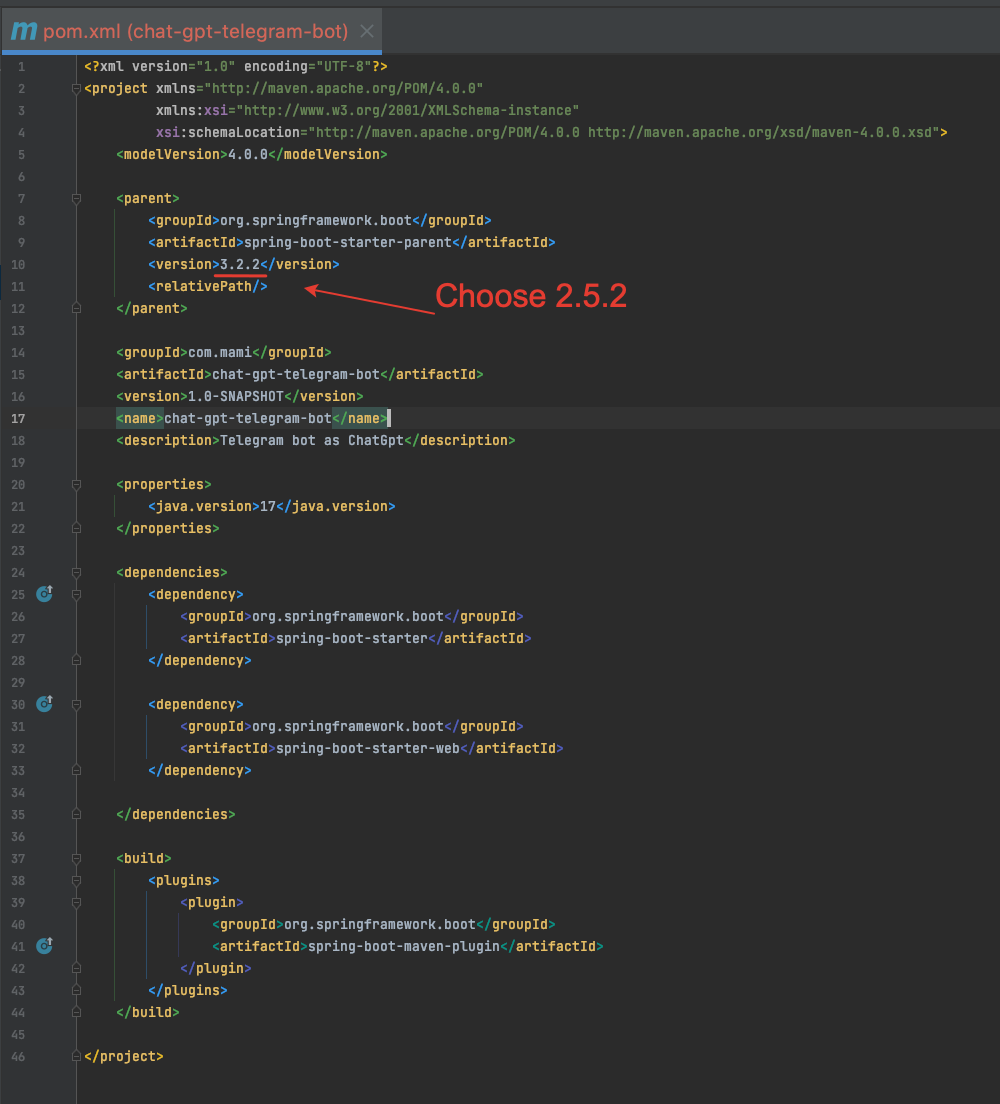 m pom.xml (chat-gpt-telegram-bot)
1 <?xml version="1.0" encoding="UTF-8"?>
2 <project xmlns="http://maven.apache.org/POM/4.0.0"
3 xmlns:xsi="http://www.w3.org/2001/XMLSchema-instance"
4 xsi:schemaLocation="http://maven.apache.org/POM/4.0.0 http://maven.apache.org/xsd/maven-4.0.0.xsd">
5 <modelVersion>4.0.0</modelVersion>
6
7 <parent>
8 <groupId>org.springframework.boot</groupId>
9 <artifactId>spring-boot-starter-parent</artifactId>
10 <version>3.2.2</version>
11 <relativePath/>
Choose 2.5.2
12 </parent>
13
14 <groupId>com.mami</groupId>
15 <artifactId>chat-gpt-telegram-bot</artifactId>
16 <version>1.0-SNAPSHOT</version>
17 <name>chat-gpt-telegram-bot</name>
18 <description>Telegram bot as ChatGpt</description>
19
20 <properties>
21 <java.version>17</java.version>
22 </properties>
23
24 <dependencies>
25 <dependency>
26 <groupId>org.springframework.boot</groupId>
27 <artifactId>spring-boot-starter</artifactId>
28 </dependency>
29
30 <dependency>
31 <groupId>org.springframework.boot</groupId>
32 <artifactId>spring-boot-starter-web</artifactId>
33 </dependency>
34
35 </dependencies>
36
37 <build>
38 <plugins>
39 <plugin>
40 <groupId>org.springframework.boot</groupId>
41 <artifactId>spring-boot-maven-plugin</artifactId>
42 </plugin>
43 </plugins>
44 </build>
45
46 </project>